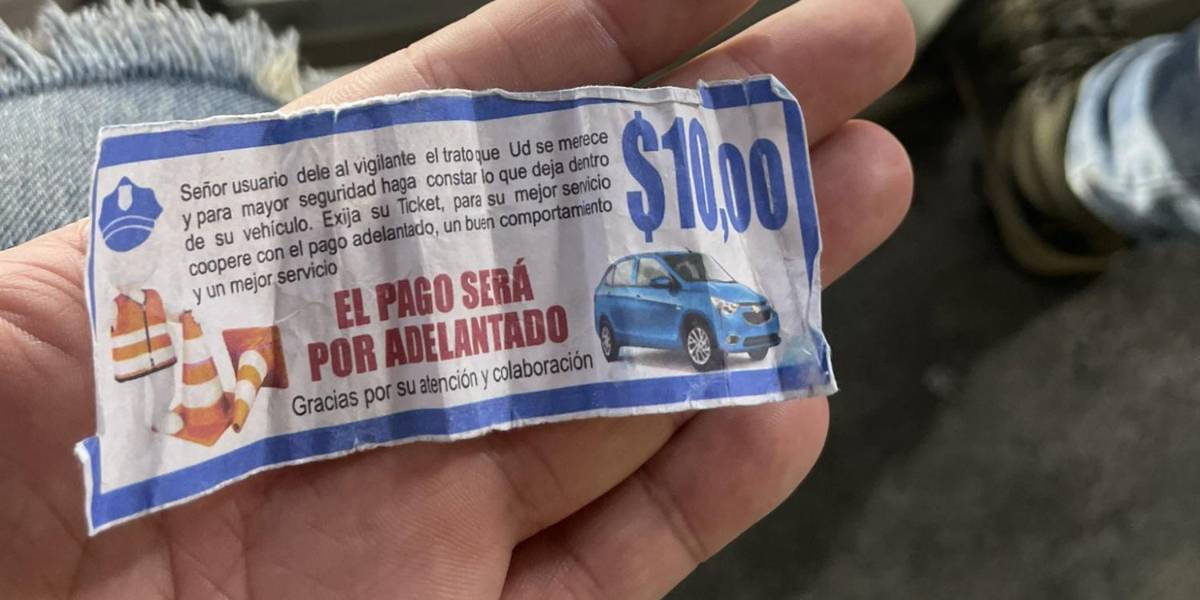 Señor usuario dele al vigilante el trato que Ud se merece
y para mayor seguridad haga constar lo que deja dentro
de su vehículo. Exija su Ticket, para su mejor servicio
coopere con el pago adelantado, un buen comportamiento
y un mejor servicio
$10,00
EL PAGO SERÁ
POR ADELANTADO
Gracias por su atención y colaboración